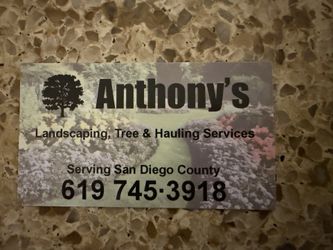 Anthony's
Landscaping, Tree & Hauling Services
Serving San Diego County
619 745·3918